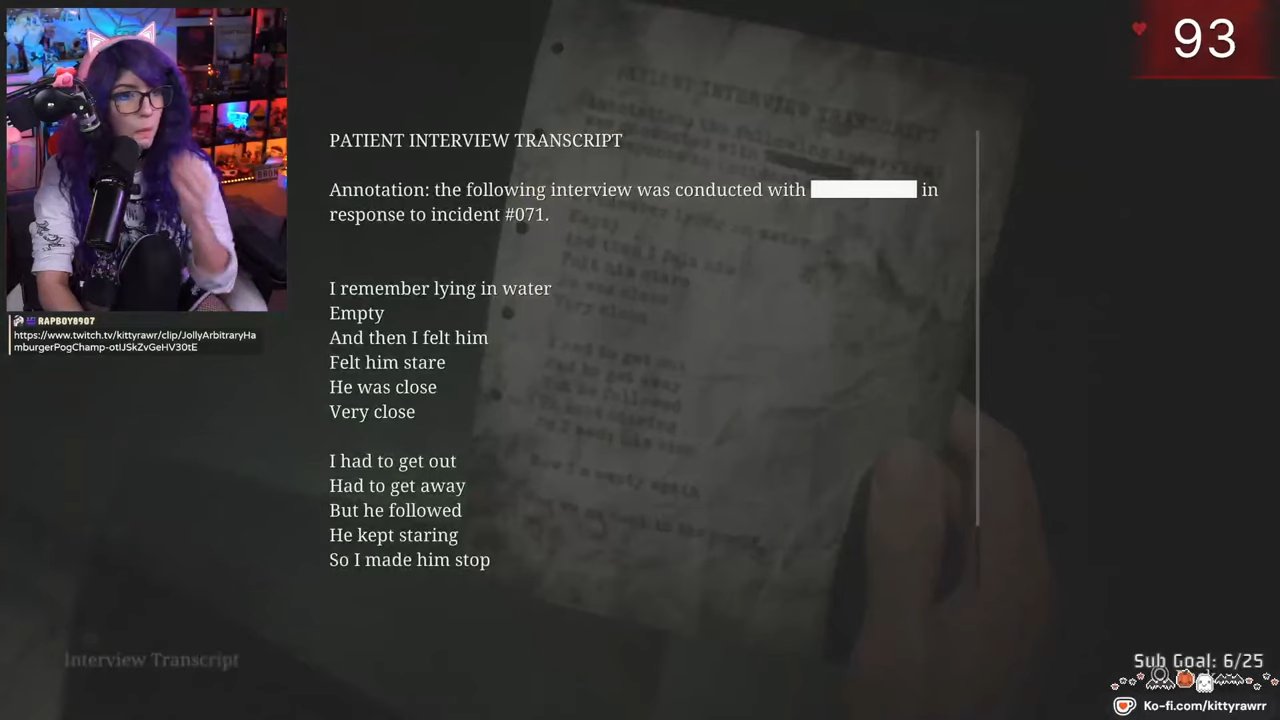 93
PATIENT INTERVIEW TRANSCRIPT
Annotation: the following interview was conducted with in
response to incident #071.
I remember lying in water
Empty
And then I felt him
Felt him stare
He was close
Very close
I had to get out
Had to get away
But he followed
He kept staring
So I made him stop
RAPBOY8907
https://www.twitch.tv/kittyrawr/clip/JollyArbitraryHa
mburgerPogChamp-otIJSkZvGeHV30tE
Interview Transcript
Sub Goal: 6/25
Ko-fi.com/kittyrawrr